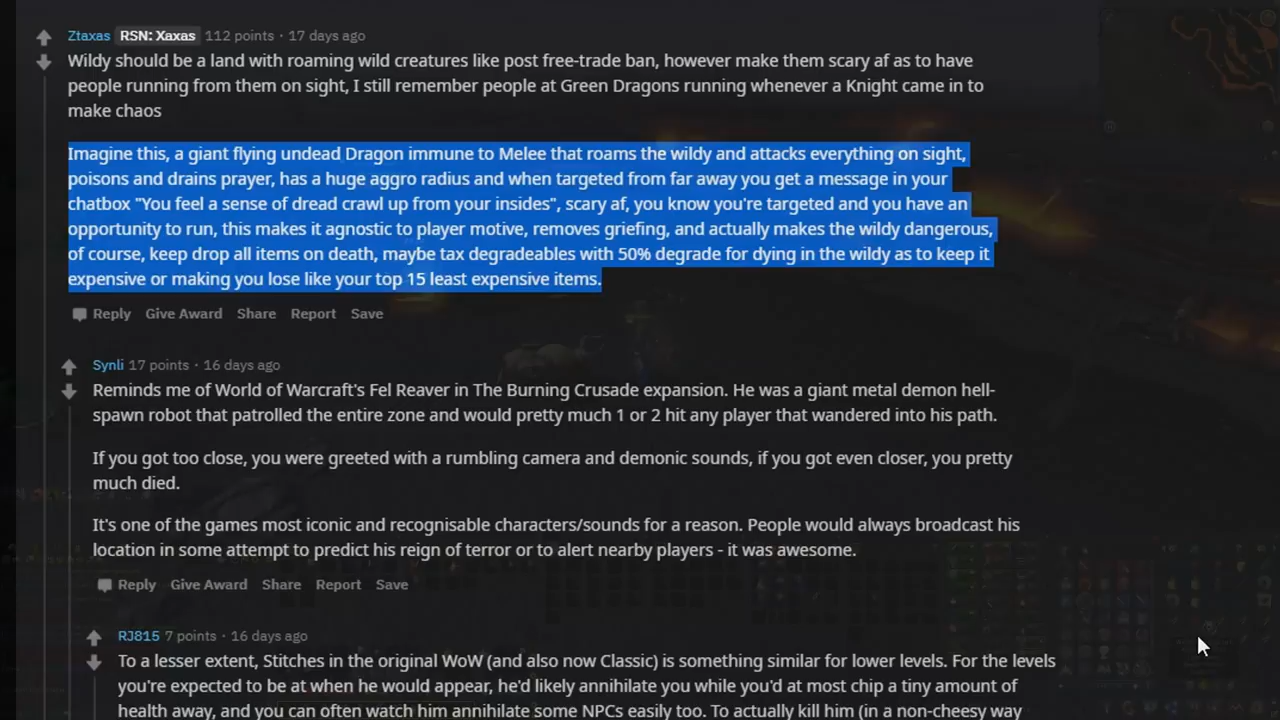 Ztaxas RSN: Xaxas 112 points · 17 days ago
Wildy should be a land with roaming wild creatures like post free-trade ban, however make them scary af as to have
people running from them on sight, I still remember people at Green Dragons running whenever a Knight came in to
make chaos
Imagine this, a giant flying undead Dragon immune to Melee that roams the wildy and attacks everything on sight,
poisons and drains prayer, has a huge aggro radius and when targeted from far away you get a message in your
chatbox "You feel a sense of dread crawl up from your insides", scary af, you know you're targeted and you have an
opportunity to run, this makes it agnostic to player motive, removes griefing, and actually makes the wildy dangerous,
of course, keep drop all items on death, maybe tax degradeables with 50% degrade for dying in the wildy as to keep it
expensive or making you lose like your top 15 least expensive items.
Reply Give Award Share Report Save
Synli 17 points · 16 days ago
Reminds me of World of Warcraft's Fel Reaver in The Burning Crusade expansion. He was a giant metal demon hell-
spawn robot that patrolled the entire zone and would pretty much 1 or 2 hit any player that wandered into his path.
If you got too close, you were greeted with a rumbling camera and demonic sounds, if you got even closer, you pretty
much died.
It's one of the games most iconic and recognisable characters/sounds for a reason. People would always broadcast his
location in some attempt to predict his reign of terror or to alert nearby players - it was awesome.
Reply Give Award Share Report Save
RJ815 7 points · 16 days ago
To a lesser extent, Stitches in the original WoW (and also now Classic) is something similar for lower levels. For the levels
you're expected to be at when he would appear, he'd likely annihilate you while you'd at most chip a tiny amount of
health away, and you can often watch him annihilate some NPCs easily too. To actually kill him (in a non-cheesy way